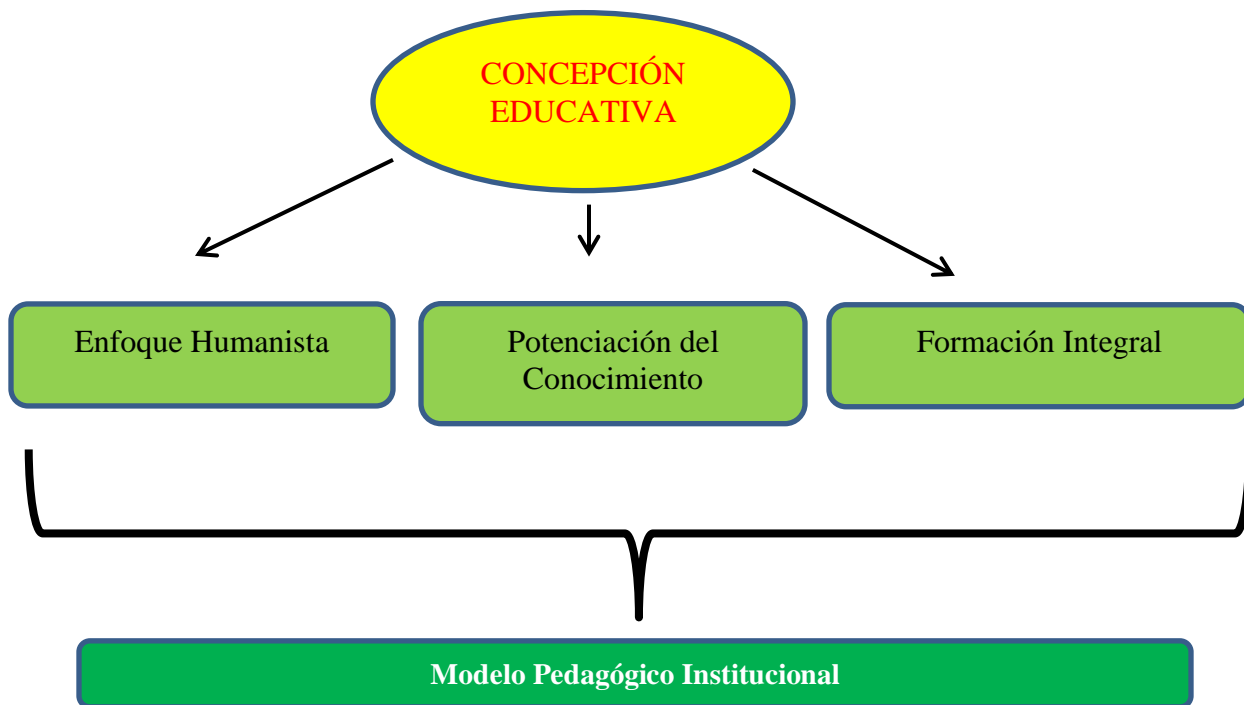 CONCEPCIÓN
EDUCATIVA
Enfoque Humanista
Potenciación del
Conocimiento
Formación Integral
Modelo Pedagógico Institucional